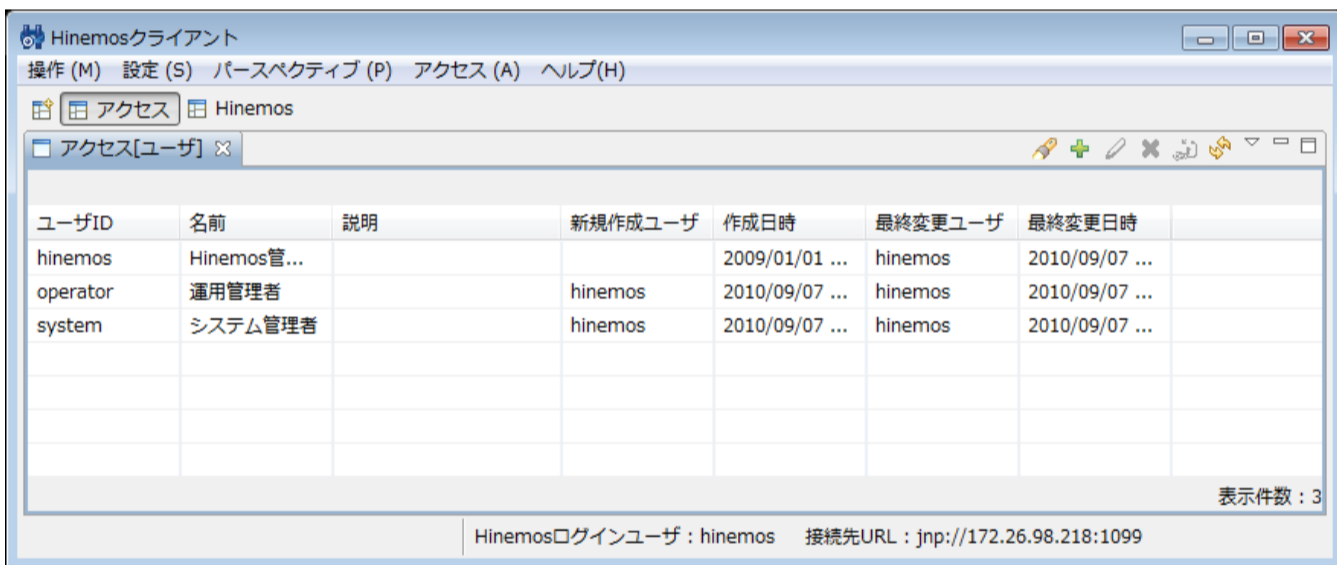 Hinemosクライアント
操作 (M) 設定 (S) パースペクティブ (P) アクセス (A) ヘルプ(H)
アクセス Hinemos
アクセス[ユーザ]
ユーザID 名前 説明 新規作成ユーザ 作成日時 最終変更ユーザ 最終変更日時
hinemos Hinemos管... 2009/01/01 ... hinemos 2010/09/07 ...
operator 運用管理者 hinemos 2010/09/07 ... hinemos 2010/09/07 ...
system システム管理者 hinemos 2010/09/07 ... hinemos 2010/09/07 ...
表示件数：3
Hinemosログインユーザ：hinemos 接続先URL：jnp://172.26.98.218:1099